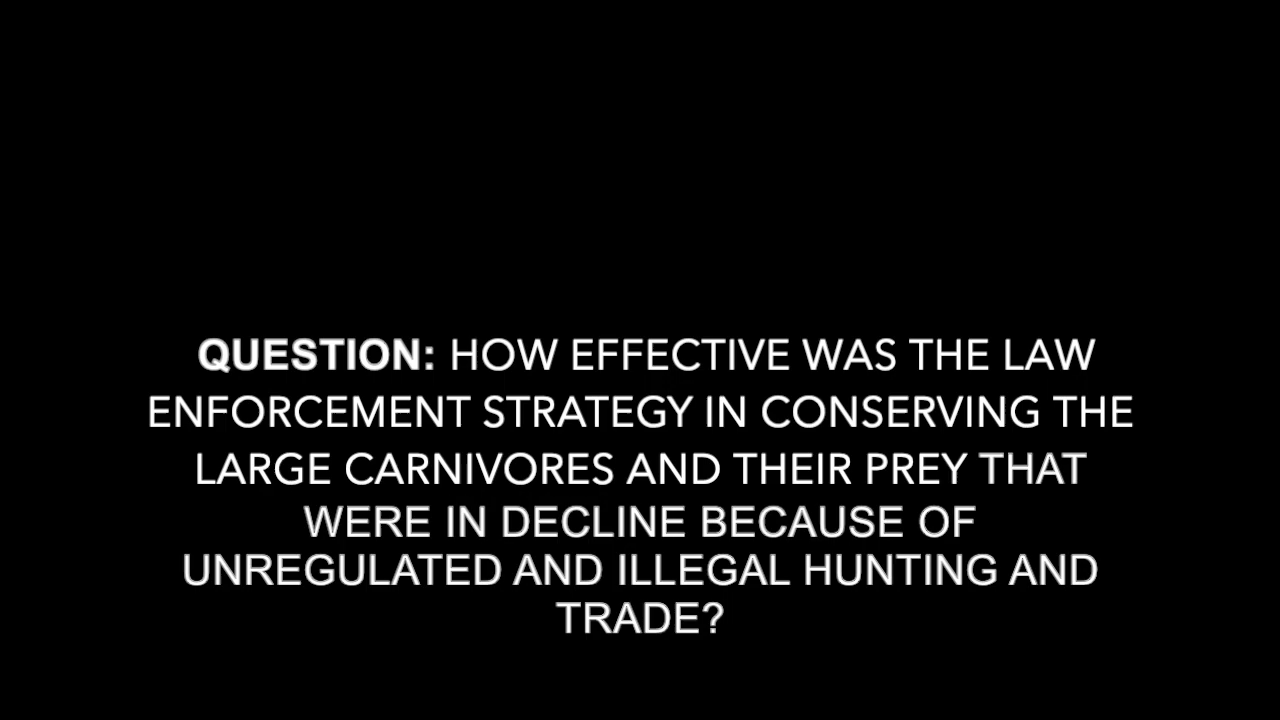 QUESTION: HOW EFFECTIVE WAS THE LAW
ENFORCEMENT STRATEGY IN CONSERVING THE
LARGE CARNIVORES AND THEIR PREY THAT
WERE IN DECLINE BECAUSE OF
UNREGULATED AND ILLEGAL HUNTING AND
TRADE?